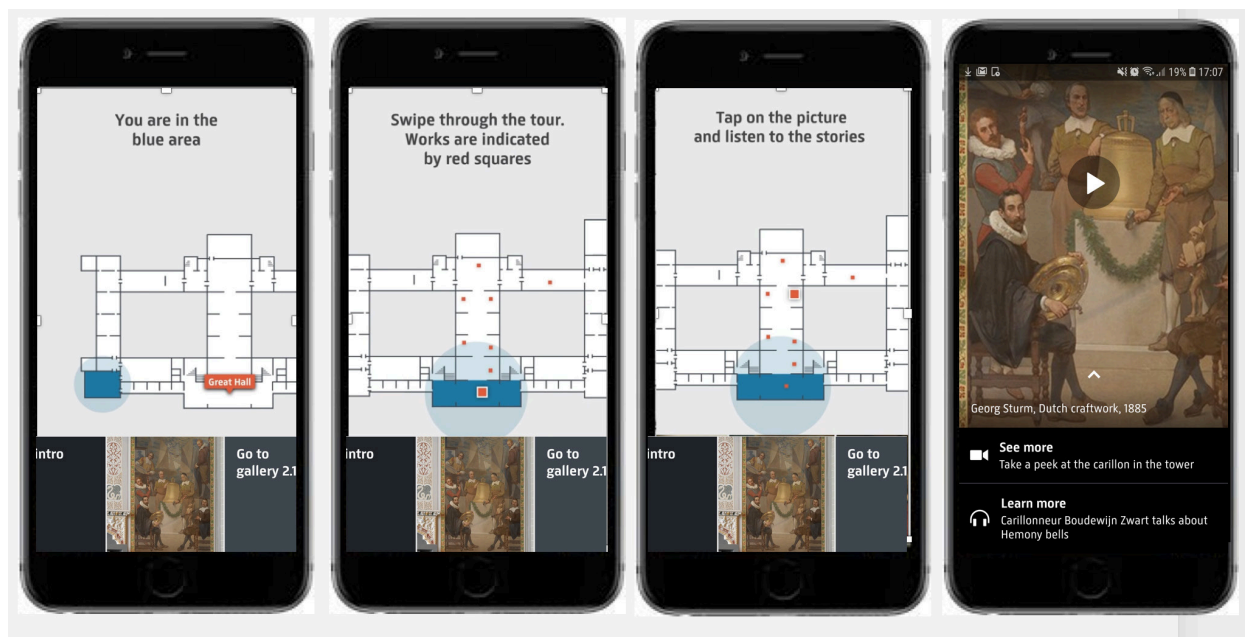 You are in the
blue area
Great Hall
intro
Go to
gallery 2.1
Swipe through the tour.
Works are indicated
by red squares
intro
Go to
gallery 2.1
Tap on the picture
and listen to the stories
intro
Go to
gallery 2.1
19% 17:07
Georg Sturm, Dutch craftwork, 1885
See more
Take a peek at the carillon in the tower
Learn more
Carillonneur Boudewijn Zwart talks about
Hemony bells